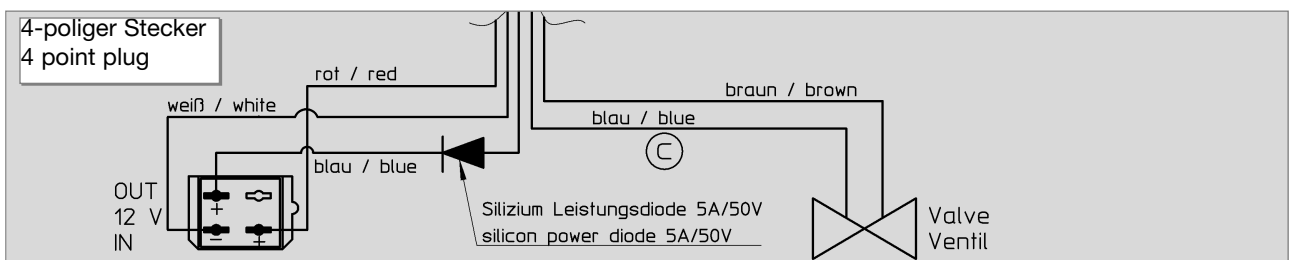 4-poliger Stecker
4 point plug
rot / red
weiß / white
braun / brown
blau / blue
C
blau / blue
OUT
12 V
IN
+
−
+
Silizium Leistungsdiode 5A/50V
silicon power diode 5A/50V
Valve
Ventil